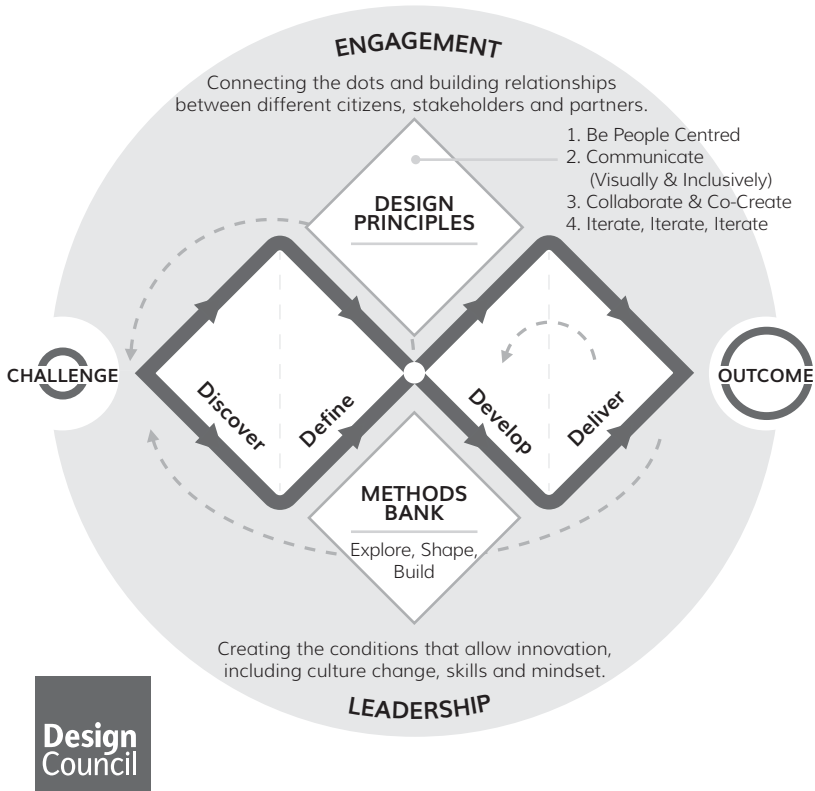 ENGAGEMENT
Connecting the dots and building relationships
between different citizens, stakeholders and partners.
1. Be People Centred
2. Communicate
(Visually & Inclusively)
3. Collaborate & Co-Create
4. Iterate, Iterate, Iterate
DESIGN
PRINCIPLES
CHALLENGE
Discover
Define
Develop
Deliver
OUTCOME
METHODS
BANK
Explore, Shape,
Build
Creating the conditions that allow innovation,
including culture change, skills and mindset.
LEADERSHIP
Design
Council